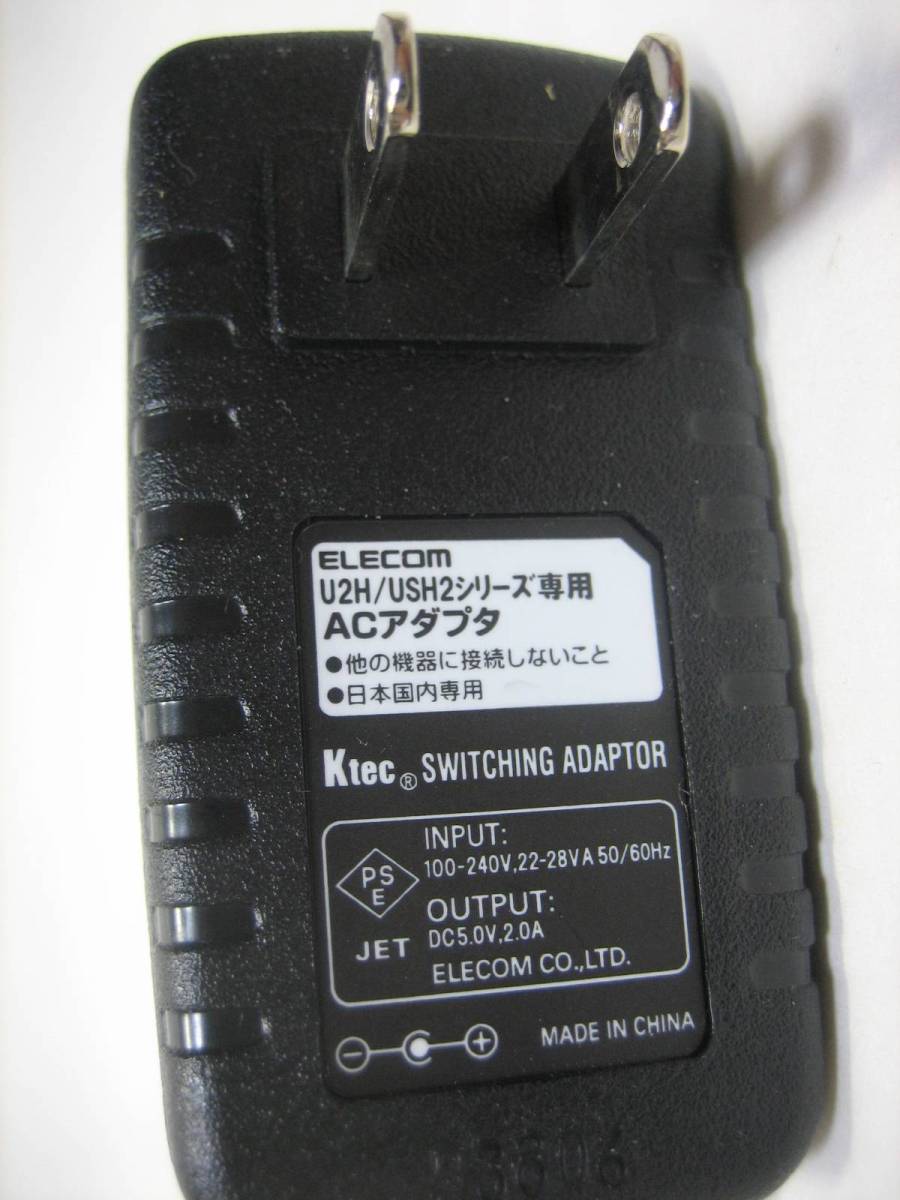 ELECOM
U2H/USH2シリーズ専用
ACアダプタ
●他の機器に接続しないこと
●日本国内専用
Ktec® SWITCHING ADAPTOR
INPUT:
100-240V,22-28VA 50/60Hz
PS
E
OUTPUT:
DC5.0V,2.0A
JET
ELECOM CO.,LTD.
− +
MADE IN CHINA
3606